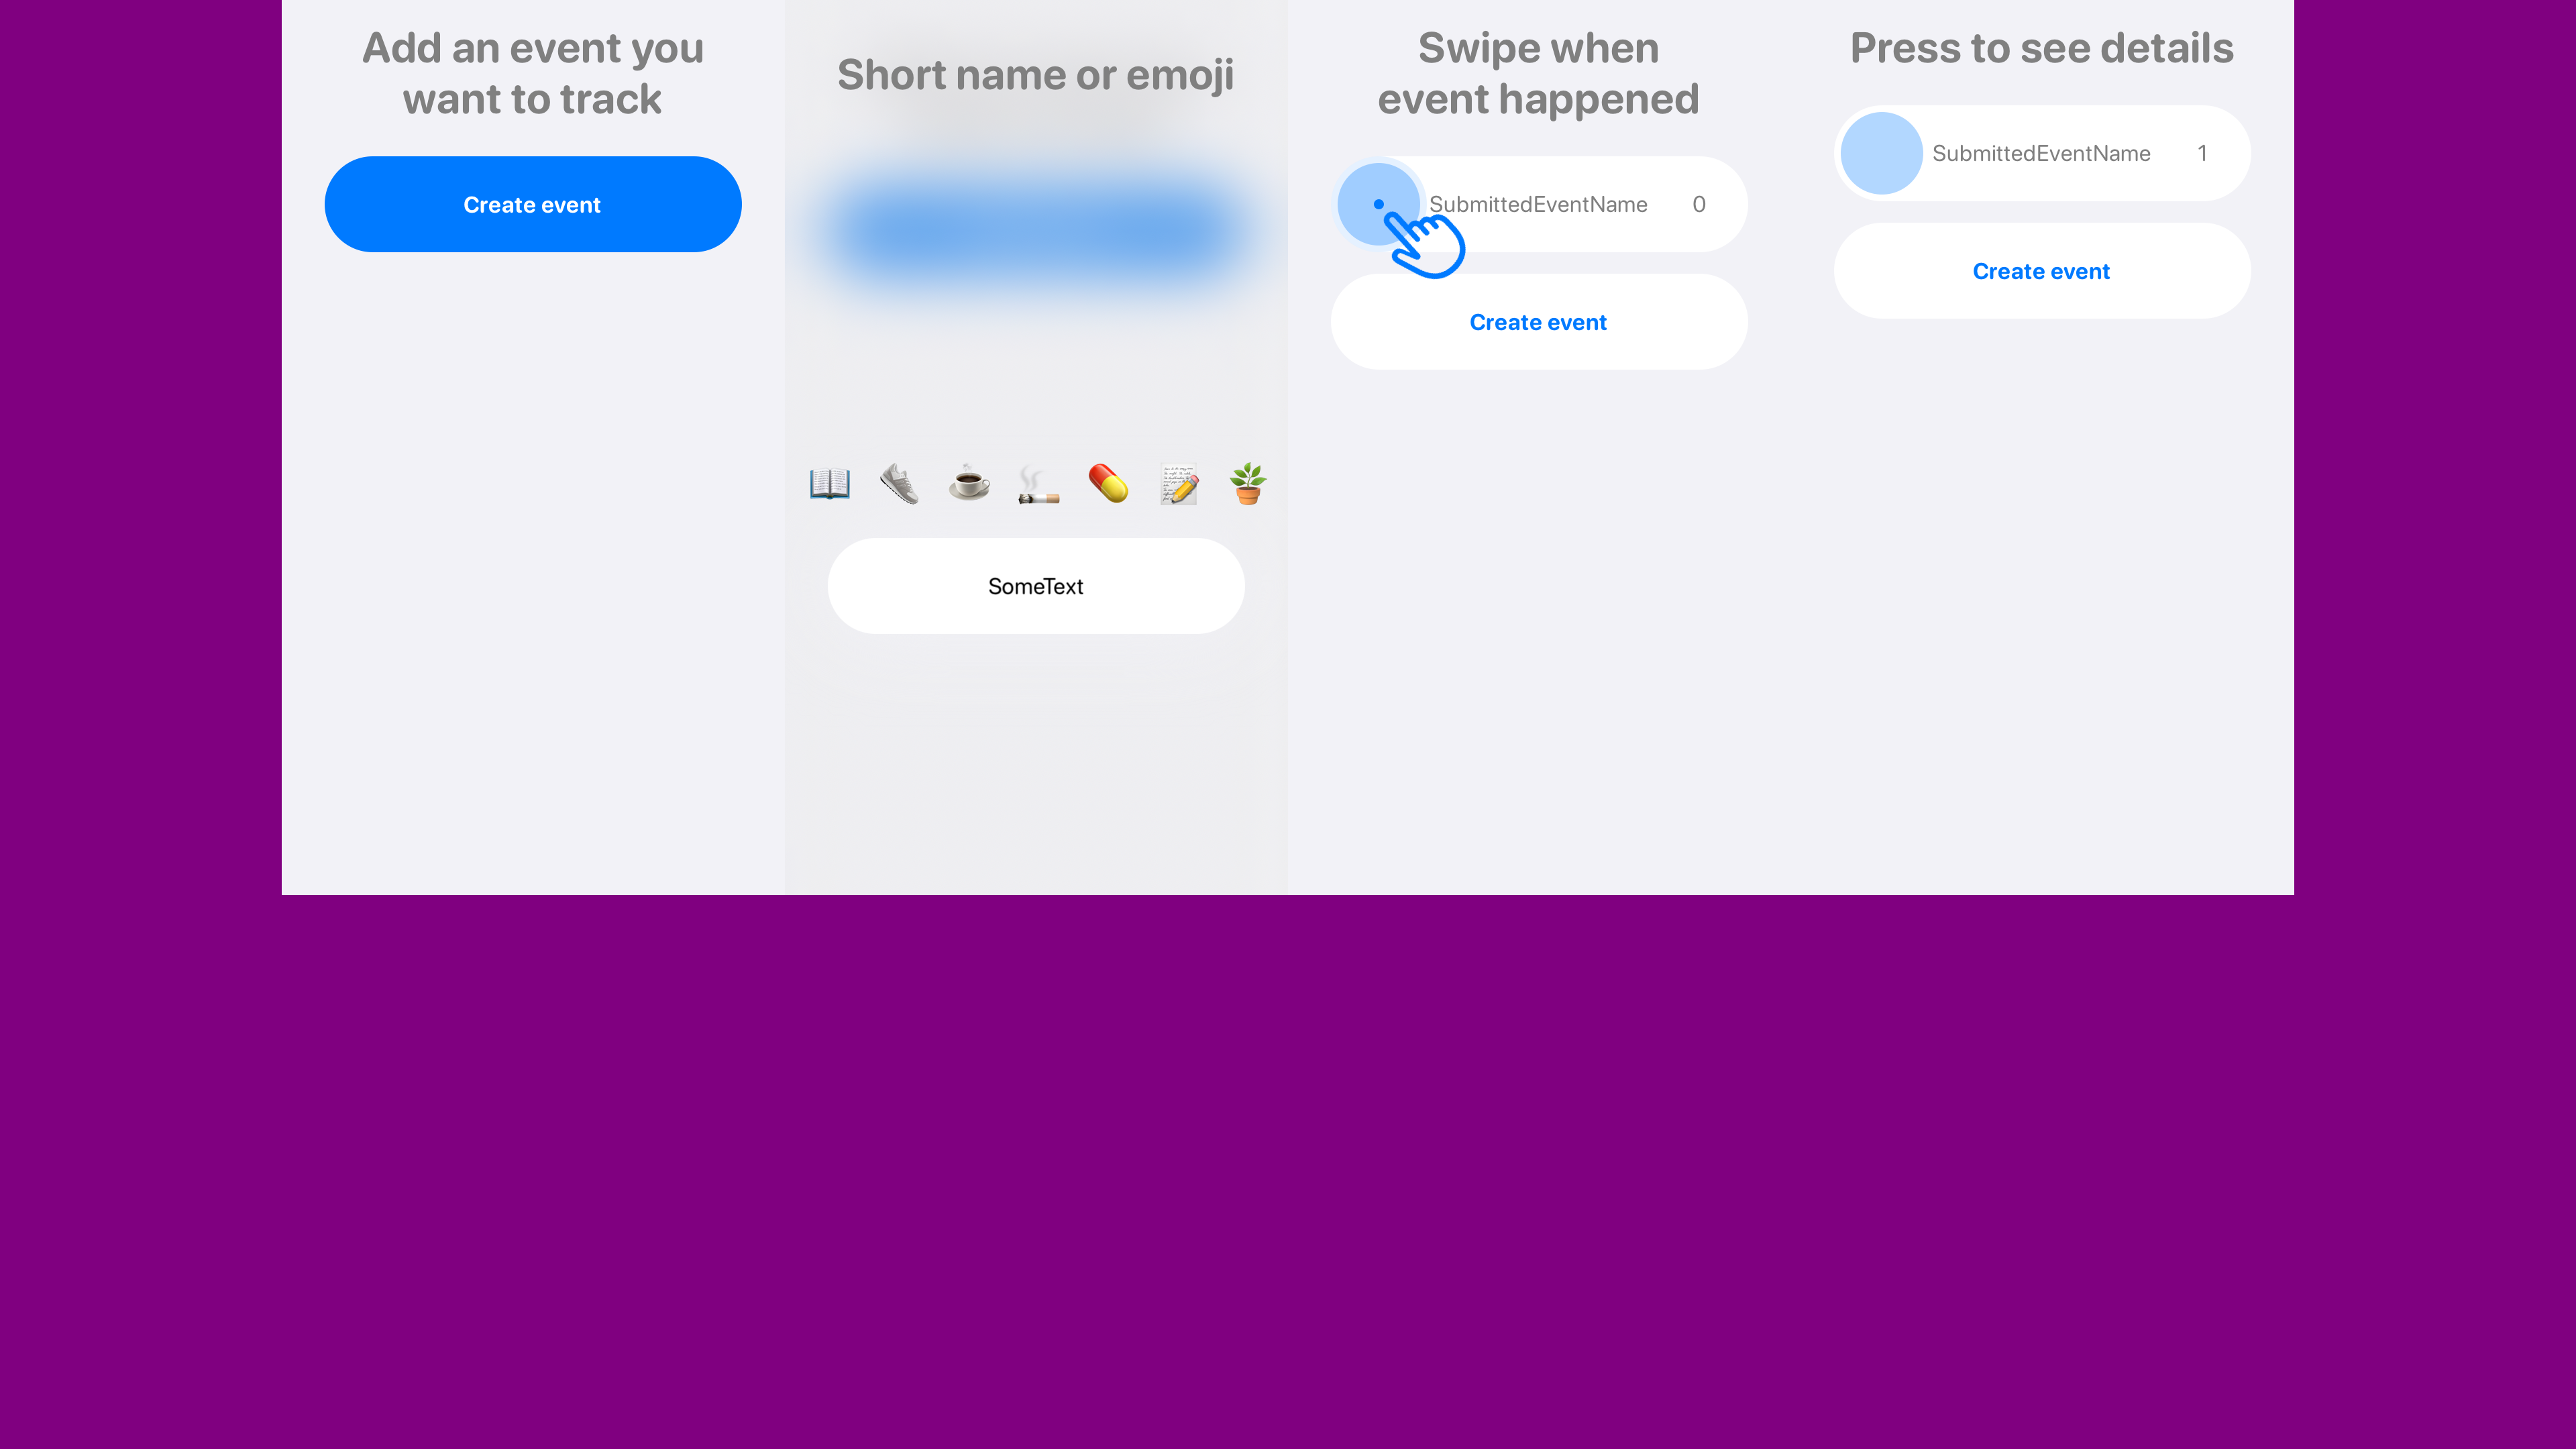 Add an event you
want to track
Create event
Short name or emoji
SomeText
Swipe when
event happened
SubmittedEventName 0
Create event
Press to see details
SubmittedEventName 1
Create event